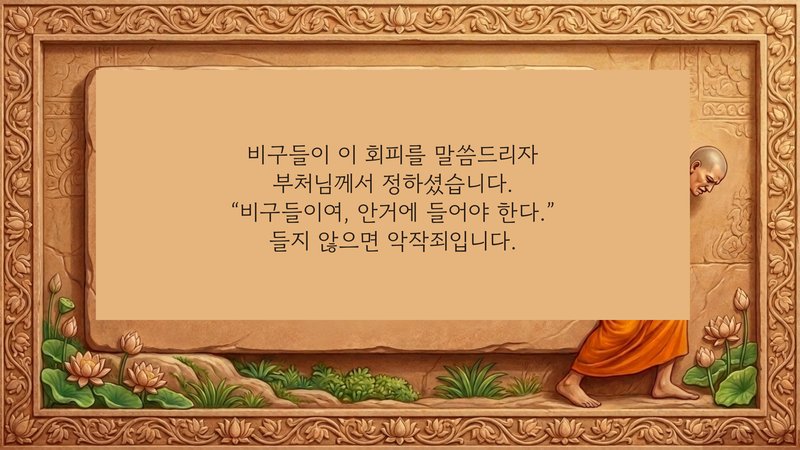 비구들이 이 회피를 말씀드리자
부처님께서 정하셨습니다.
“비구들이여, 안거에 들어야 한다.”
들지 않으면 악작죄입니다.